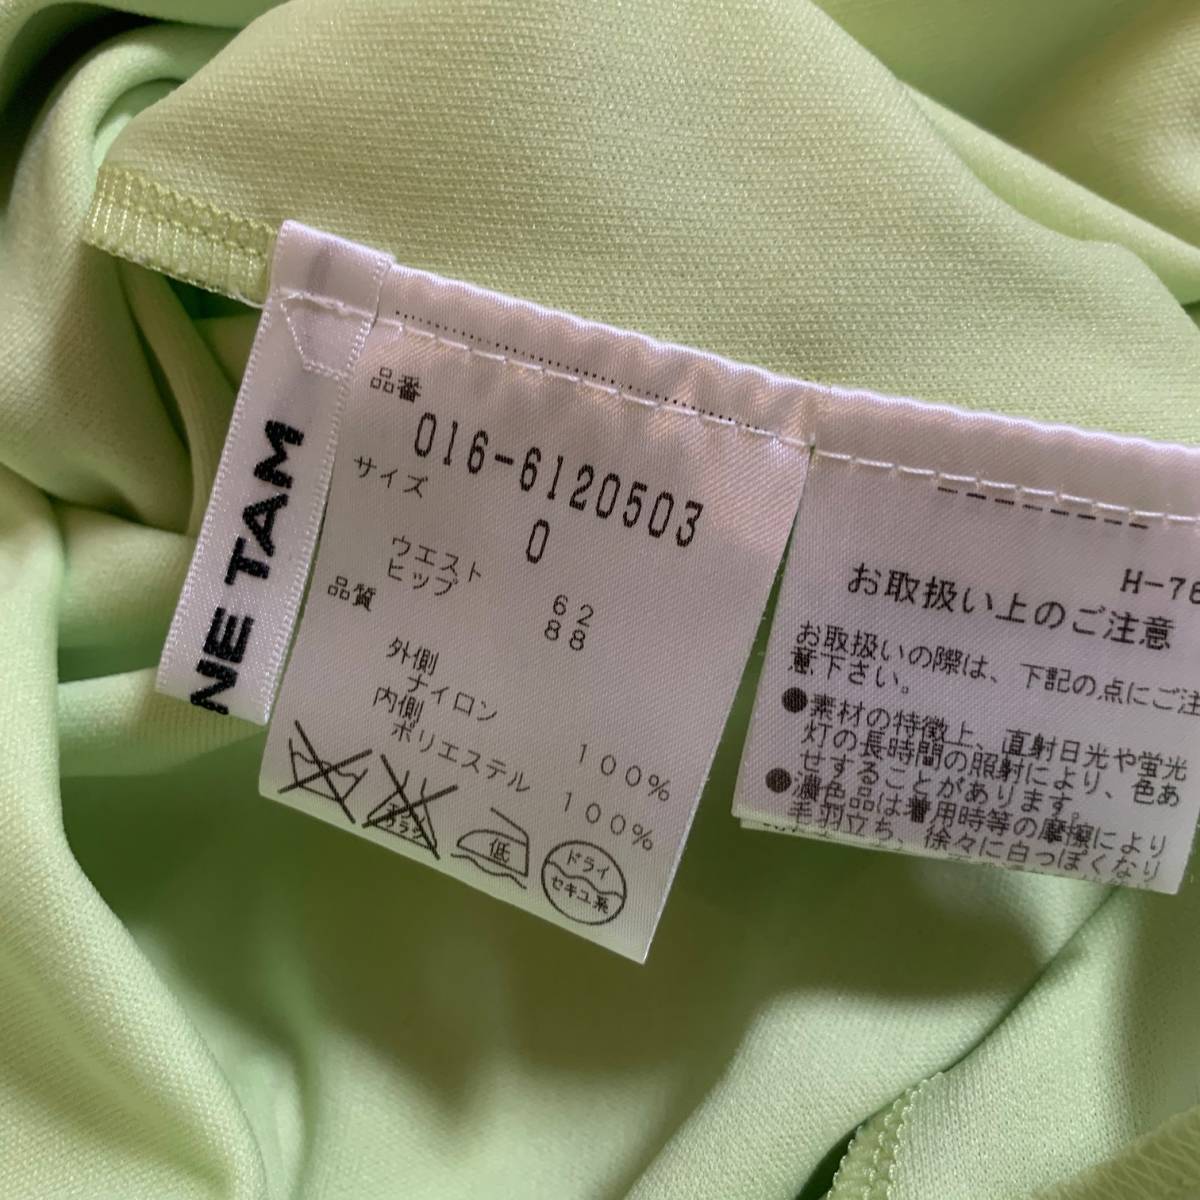 NE TAM
品番
016-6120503
サイズ
0
ウエスト 62
ヒップ 88
品質
外側
ナイロン 100%
内側
ポリエステル 100%
エンソ
サラシ
低
ドライ
セキユ系
H-76
お取扱い上のご注意
お取扱いの際は、下記の点にご注
意下さい。
●素材の特徴上、直射日光や蛍光
灯の長時間の照射により、色あ
せすることがあります。
●濃色品は着用時等の摩擦により
毛羽立ち、徐々に白っぽくなり